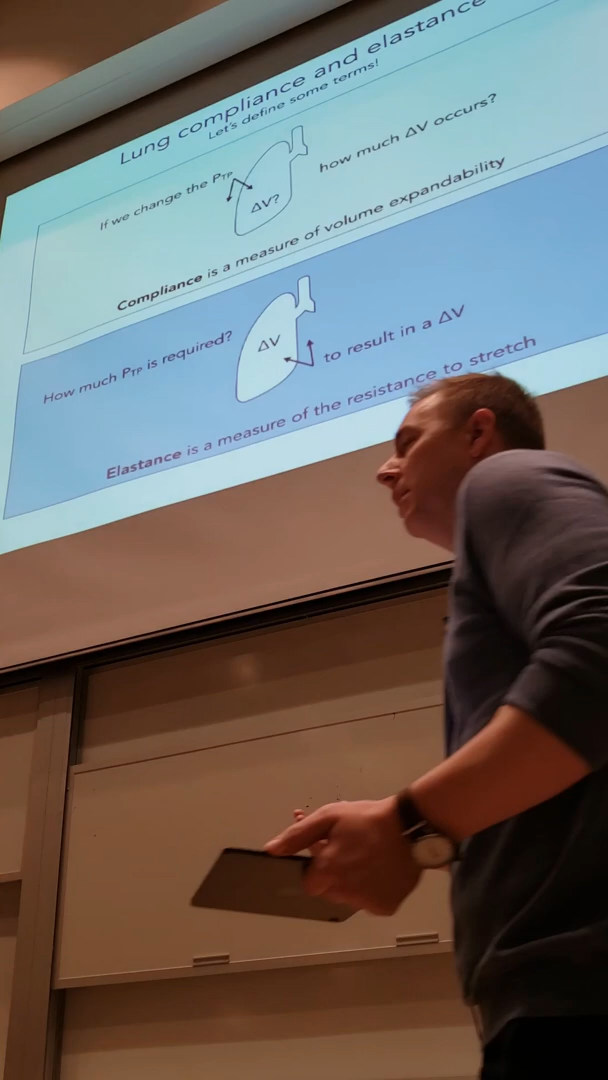 Lung compliance and elastance
Let's define some terms!
If we change the PTP
how much ΔV occurs?
ΔV?
Compliance is a measure of volume expandability
How much PTP is required?
ΔV
to result in a ΔV
Elastance is a measure of the resistance to stretch